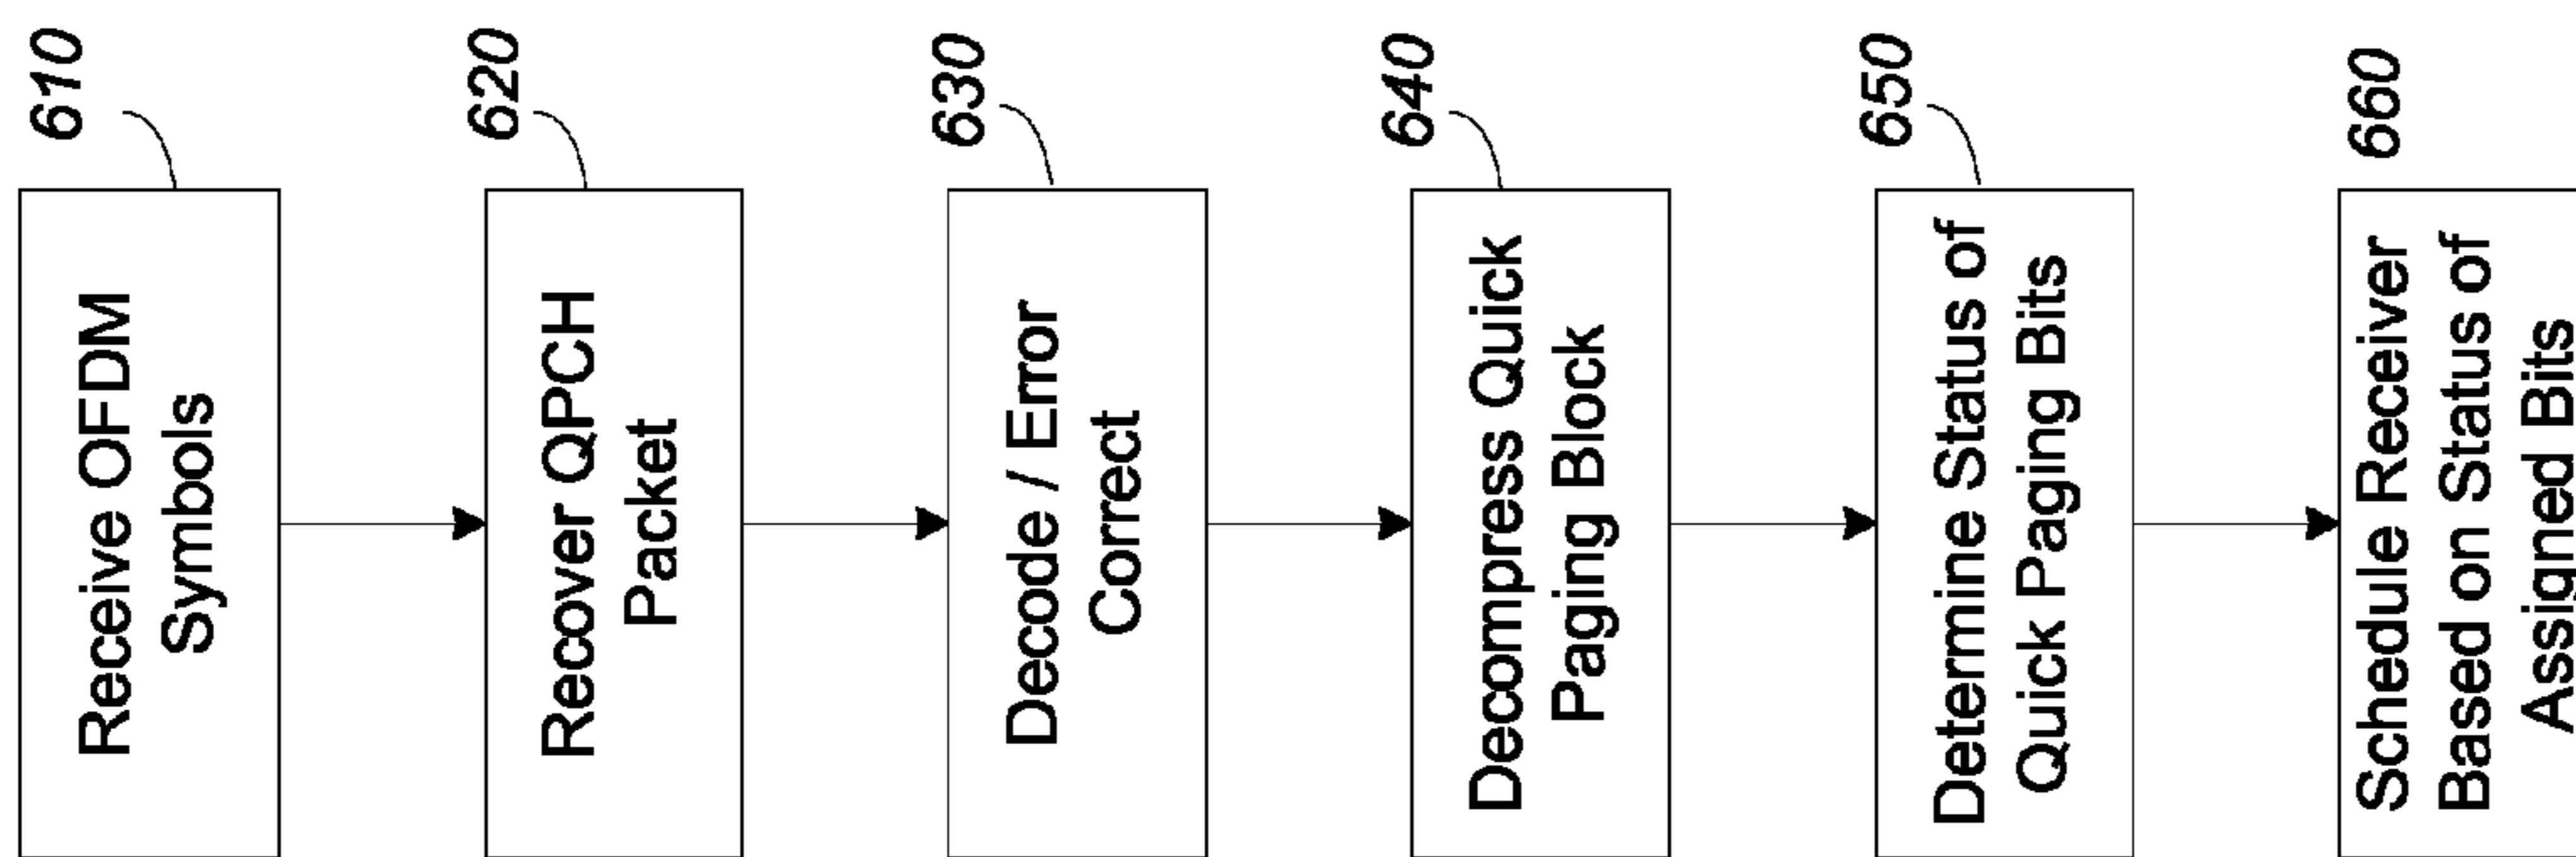 610
Receive OFDM
Symbols
620
Recover QPCH
Packet
630
Decode / Error
Correct
640
Decompress Quick
Paging Block
650
Determine Status of
Quick Paging Bits
660
Schedule Receiver
Based on Status of
Assigned Bits